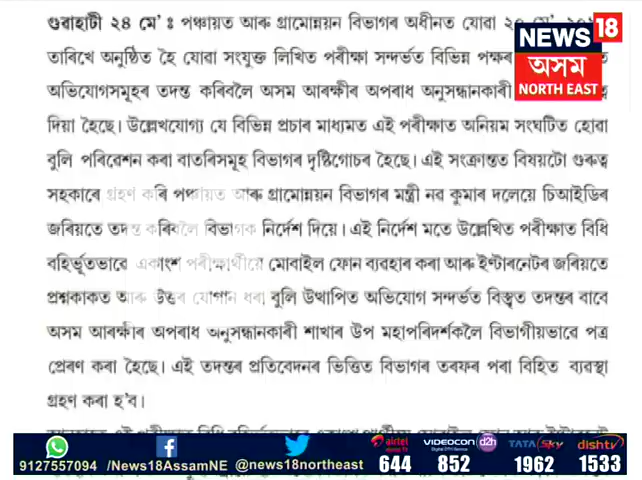 গুৱাহাটী ২৪ মে' ঃ পঞ্চায়ত আৰু গ্ৰামোন্নয়ন বিভাগৰ অধীনত যোৱা ২০ মে'
NEWS 18
তাৰিখে অনুষ্ঠিত হৈ যোৱা সংযুক্ত লিখিত পৰীক্ষা সন্দৰ্ভত বিভিন্ন পক্ষৰ
অসম
অভিযোগসমূহৰ তদন্ত কৰিবলৈ অসম আৰক্ষীৰ অপৰাধ অনুসন্ধানকাৰী
NORTH EAST
দিয়া হৈছে। উল্লেখযোগ্য যে বিভিন্ন প্ৰচাৰ মাধ্যমত এই পৰীক্ষাত অনিয়ম সংঘটিত হোৱা
বুলি পৰিৱেশন কৰা বাতৰিসমূহ বিভাগৰ দৃষ্টিগোচৰ হৈছে। এই সংক্ৰান্তত বিষয়টো গুৰুত্ব
সহকাৰে গ্ৰহণ কৰি পঞ্চায়ত আৰু গ্ৰামোন্নয়ন বিভাগৰ মন্ত্ৰী নৱ কুমাৰ দলেয়ে চিআইডিৰ
জৰিয়তে তদন্ত কৰিবলৈ বিভাগক নিৰ্দেশ দিয়ে। এই নিৰ্দেশ মতে উল্লেখিত পৰীক্ষাত বিধি
বহিৰ্ভূতভাৱে একাংশ পৰীক্ষাৰ্থীয়ে মোবাইল ফোন ব্যৱহাৰ কৰা আৰু ইণ্টাৰনেটৰ জৰিয়তে
প্ৰশ্নকাকত আৰু উত্তৰ যোগান ধৰা বুলি উত্থাপিত অভিযোগ সন্দৰ্ভত বিস্তৃত তদন্তৰ বাবে
অসম আৰক্ষীৰ অপৰাধ অনুসন্ধানকাৰী শাখাৰ উপ মহাপৰিদৰ্শকলৈ বিভাগীয়ভাৱে পত্ৰ
প্ৰেৰণ কৰা হৈছে। এই তদন্তৰ প্ৰতিবেদনৰ ভিত্তিত বিভাগৰ তৰফৰ পৰা বিহিত ব্যৱস্থা
গ্ৰহণ কৰা হ'ব।
9127557094 /News18AssamNE @news18northeast airtel digital TV 644 VIDEOCON d2h 852 TATA Sky 1962 dishtv 1533